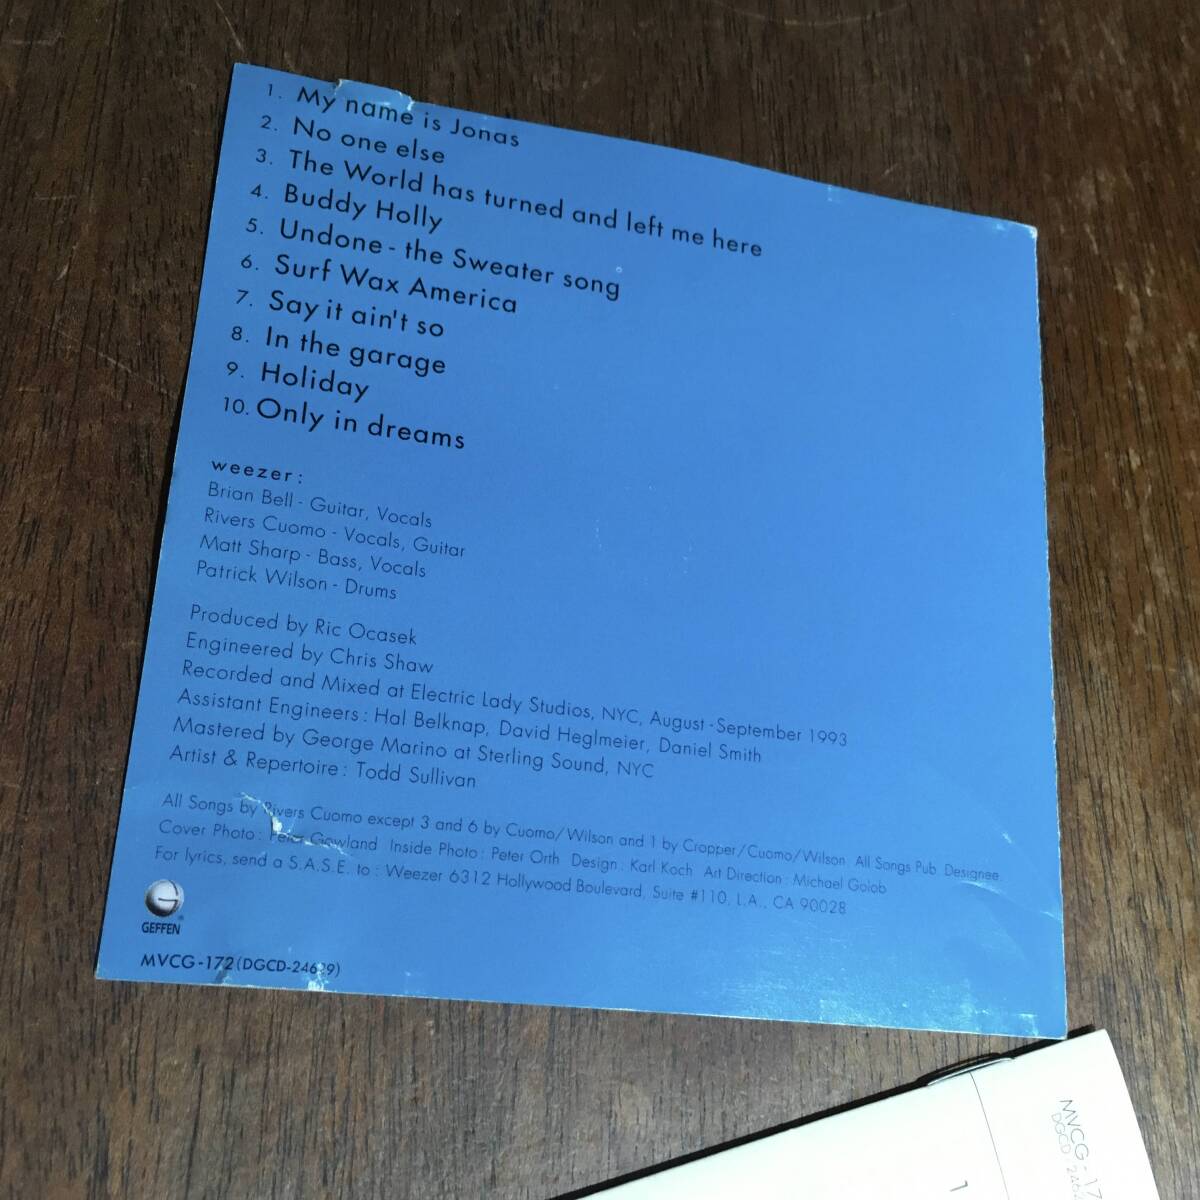 1. My name is Jonas
2. No one else
3. The World has turned and left me here
4. Buddy Holly
5. Undone - the Sweater song
6. Surf Wax America
7. Say it ain't so
8. In the garage
9. Holiday
10. Only in dreams
weezer:
Brian Bell - Guitar, Vocals
Rivers Cuomo - Vocals, Guitar
Matt Sharp - Bass, Vocals
Patrick Wilson - Drums
Produced by Ric Ocasek
Engineered by Chris Shaw
Recorded and Mixed at Electric Lady Studios, NYC, August - September 1993
Assistant Engineers : Hal Belknap, David Heglmeier, Daniel Smith
Mastered by George Marino at Sterling Sound, NYC
Artist & Repertoire : Todd Sullivan
All Songs by Rivers Cuomo except 3 and 6 by Cuomo/Wilson and 1 by Cropper/Cuomo/Wilson. All Songs Pub. Designee.
Cover Photo : Peter Gowland Inside Photo : Peter Orth Design : Karl Koch Art Direction : Michael Golob
For lyrics, send a S.A.S.E. to : Weezer 6312 Hollywood Boulevard, Suite #110, L.A., CA 90028
GEFFEN
MVCG-172(DGCD-24629)
MVCG-17
DGCD
1